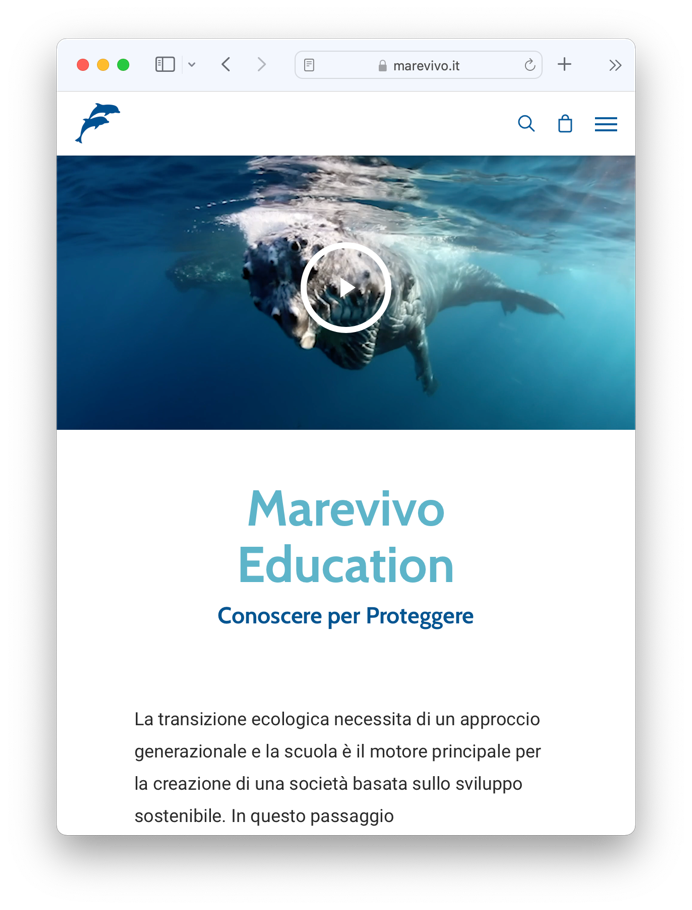 marevivo.it
Marevivo
Education
Conoscere per Proteggere
La transizione ecologica necessita di un approccio
generazionale e la scuola è il motore principale per
la creazione di una società basata sullo sviluppo
sostenibile. In questo passaggio